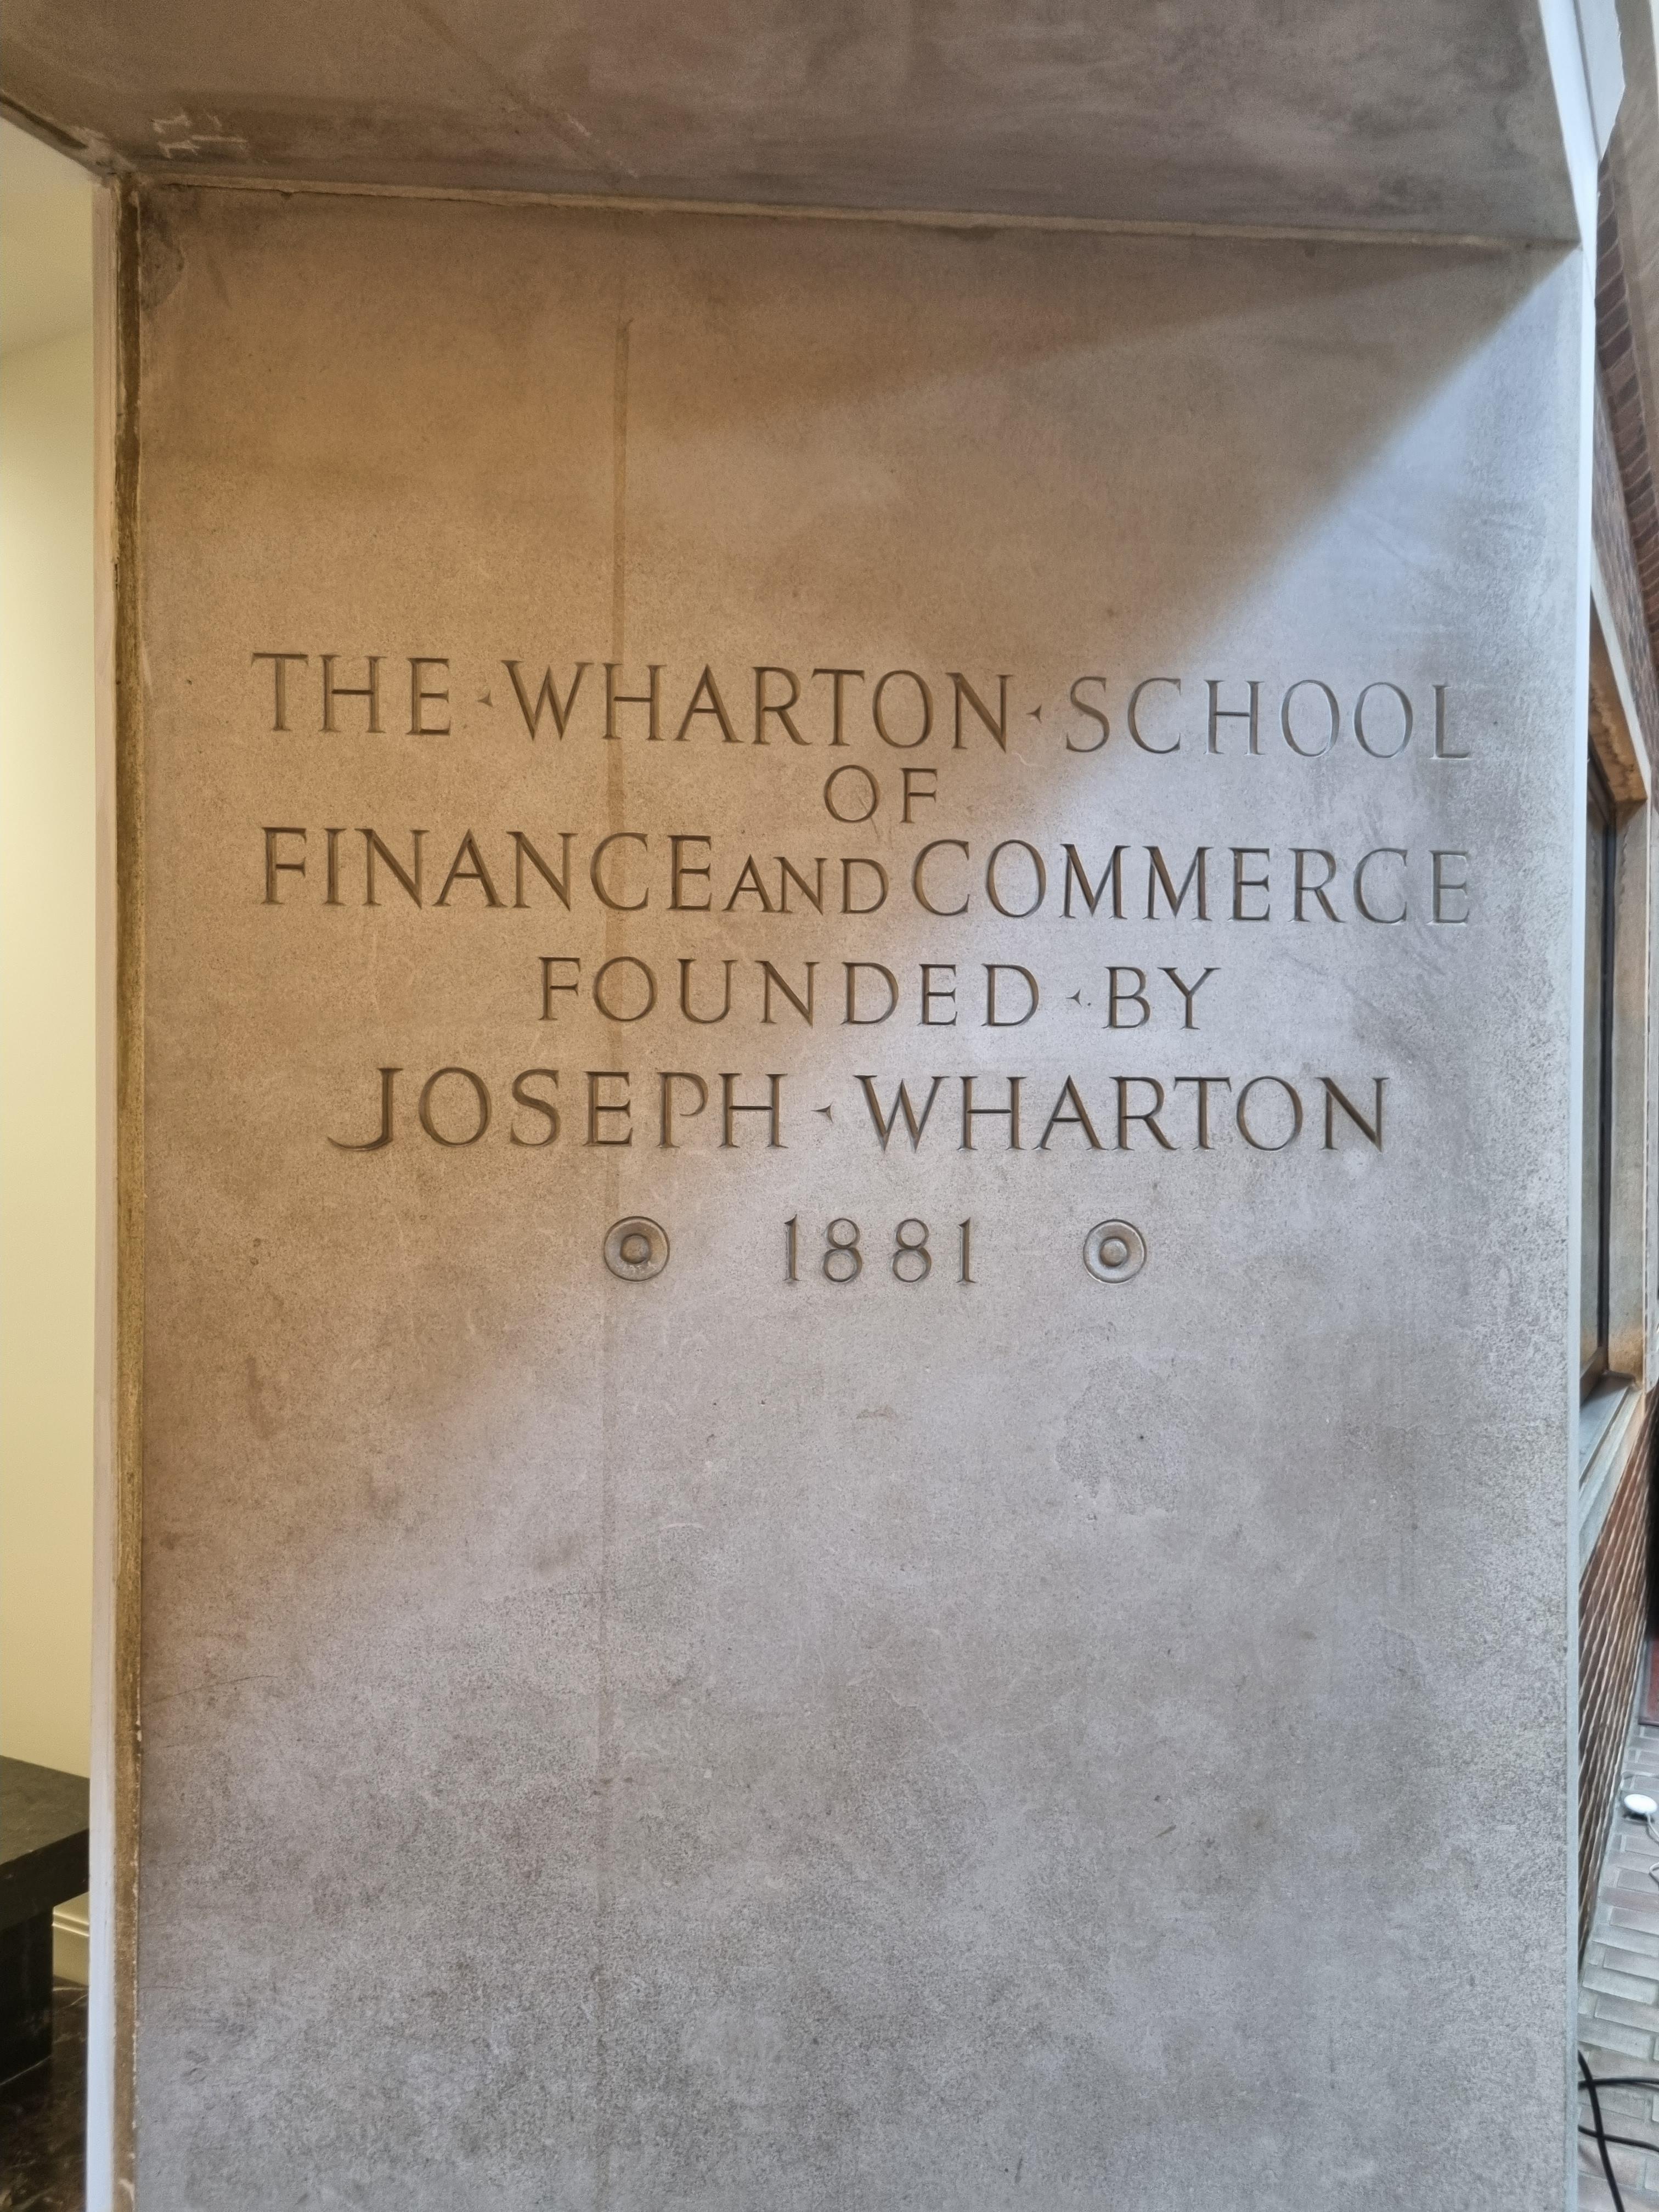 THE·WHARTON·SCHOOL
OF
FINANCE AND COMMERCE
FOUNDED·BY
JOSEPH·WHARTON
1881